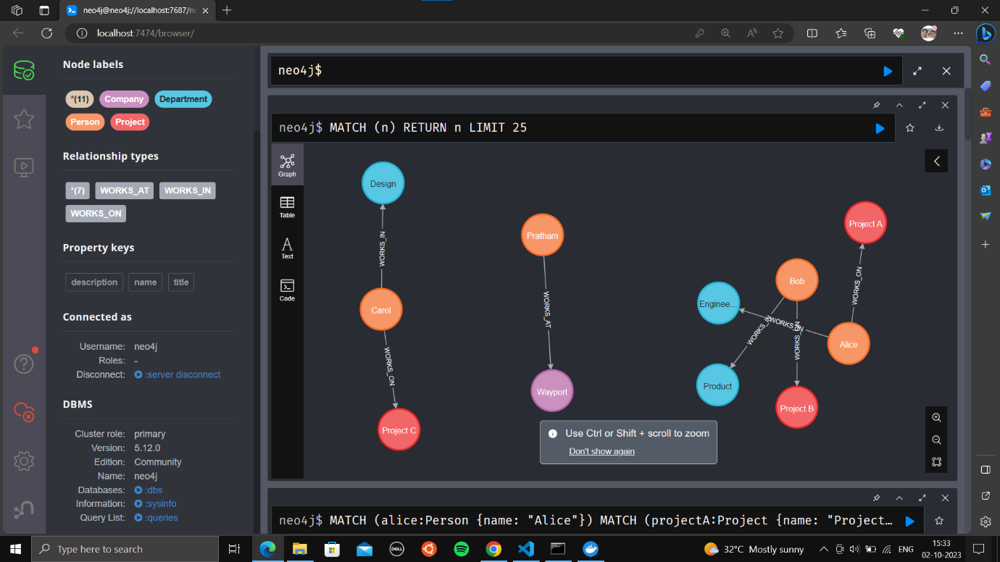 neo4j@neo4j://localhost:7687/ne
localhost:7474/browser/
Node labels
*(11) Company Department
Person Project
Relationship types
*(7) WORKS_AT WORKS_IN
WORKS_ON
Property keys
description name title
Connected as
Username: neo4j
Roles: -
Disconnect: :server disconnect
DBMS
Cluster role: primary
Version: 5.12.0
Edition: Community
Name: neo4j
Databases: :dbs
Information: :sysinfo
Query List: :queries
neo4j$
neo4j$ MATCH (n) RETURN n LIMIT 25
Graph
Table
Text
Code
Design
WORKS_IN
Carol
WORKS_ON
Project C
Pratham
WORKS_AT
Wayport
Project A
WORKS_ON
Bob
Enginee...
WORKS_IN
WORKS_IN
WORKS_IN
Alice
Product
Project B
Use Ctrl or Shift + scroll to zoom
Don't show again
neo4j$ MATCH (alice:Person {name: "Alice"}) MATCH (projectA:Project {name: "Project…
Type here to search
DELL
32°C Mostly sunny
ENG
15:33
02-10-2023